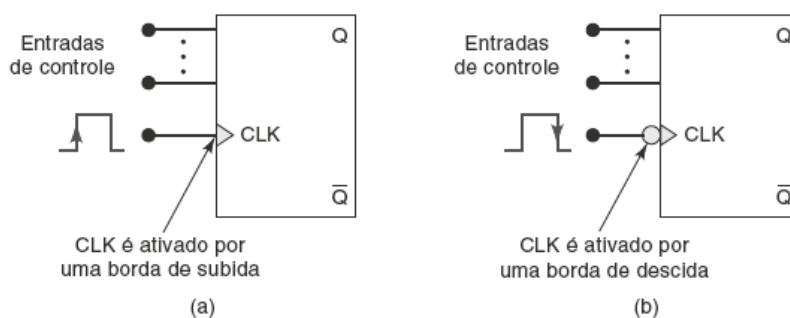 Entradas
de controle
Q
CLK
Q̅
CLK é ativado por
uma borda de subida
(a)
Entradas
de controle
Q
CLK
Q̅
CLK é ativado por
uma borda de descida
(b)